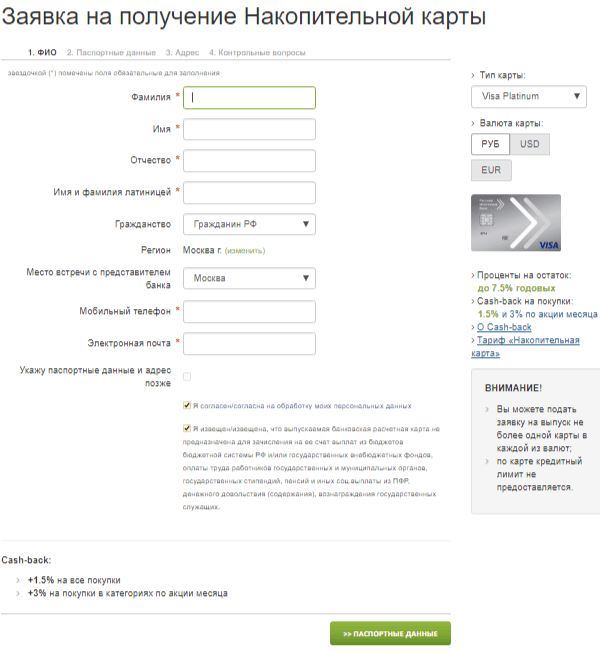 Заявка на получение Накопительной карты
1. ФИО 2. Паспортные данные 3. Адрес 4. Контрольные вопросы
звездочкой (*) помечены поля обязательные для заполнения
Фамилия *
Имя *
Отчество *
Имя и фамилия латиницей *
Гражданство Гражданин РФ ▼
Регион Москва г. (изменить)
Место встречи с представителем
банка
Москва ▼
Мобильный телефон *
Электронная почта *
Укажу паспортные данные и адрес
позже
Я согласен/согласна на обработку моих персональных данных
Я извещен/извещена, что выпускаемая банковская расчетная карта не
предназначена для зачисления на ее счет выплат из бюджетов
бюджетной системы РФ и/или государственных внебюджетных фондов,
оплаты труда работников государственных и муниципальных органов,
государственных стипендий, пенсий и иных соц.выплаты из ПФР,
денежного довольствия (содержания), вознаграждения государственных
служащих.
Cash-back:
› +1.5% на все покупки
› +3% на покупки в категориях по акции месяца
>> ПАСПОРТНЫЕ ДАННЫЕ
› Тип карты:
Visa Platinum ▼
› Валюта карты:
РУБ USD
EUR
VISA
› Проценты на остаток:
до 7.5% годовых
› Cash-back на покупки:
1.5% и 3% по акции месяца
› О Cash-back
› Тариф «Накопительная
карта»
ВНИМАНИЕ!
› Вы можете подать
заявку на выпуск не
более одной карты в
каждой из валют;
› по карте кредитный
лимит не
предоставляется.